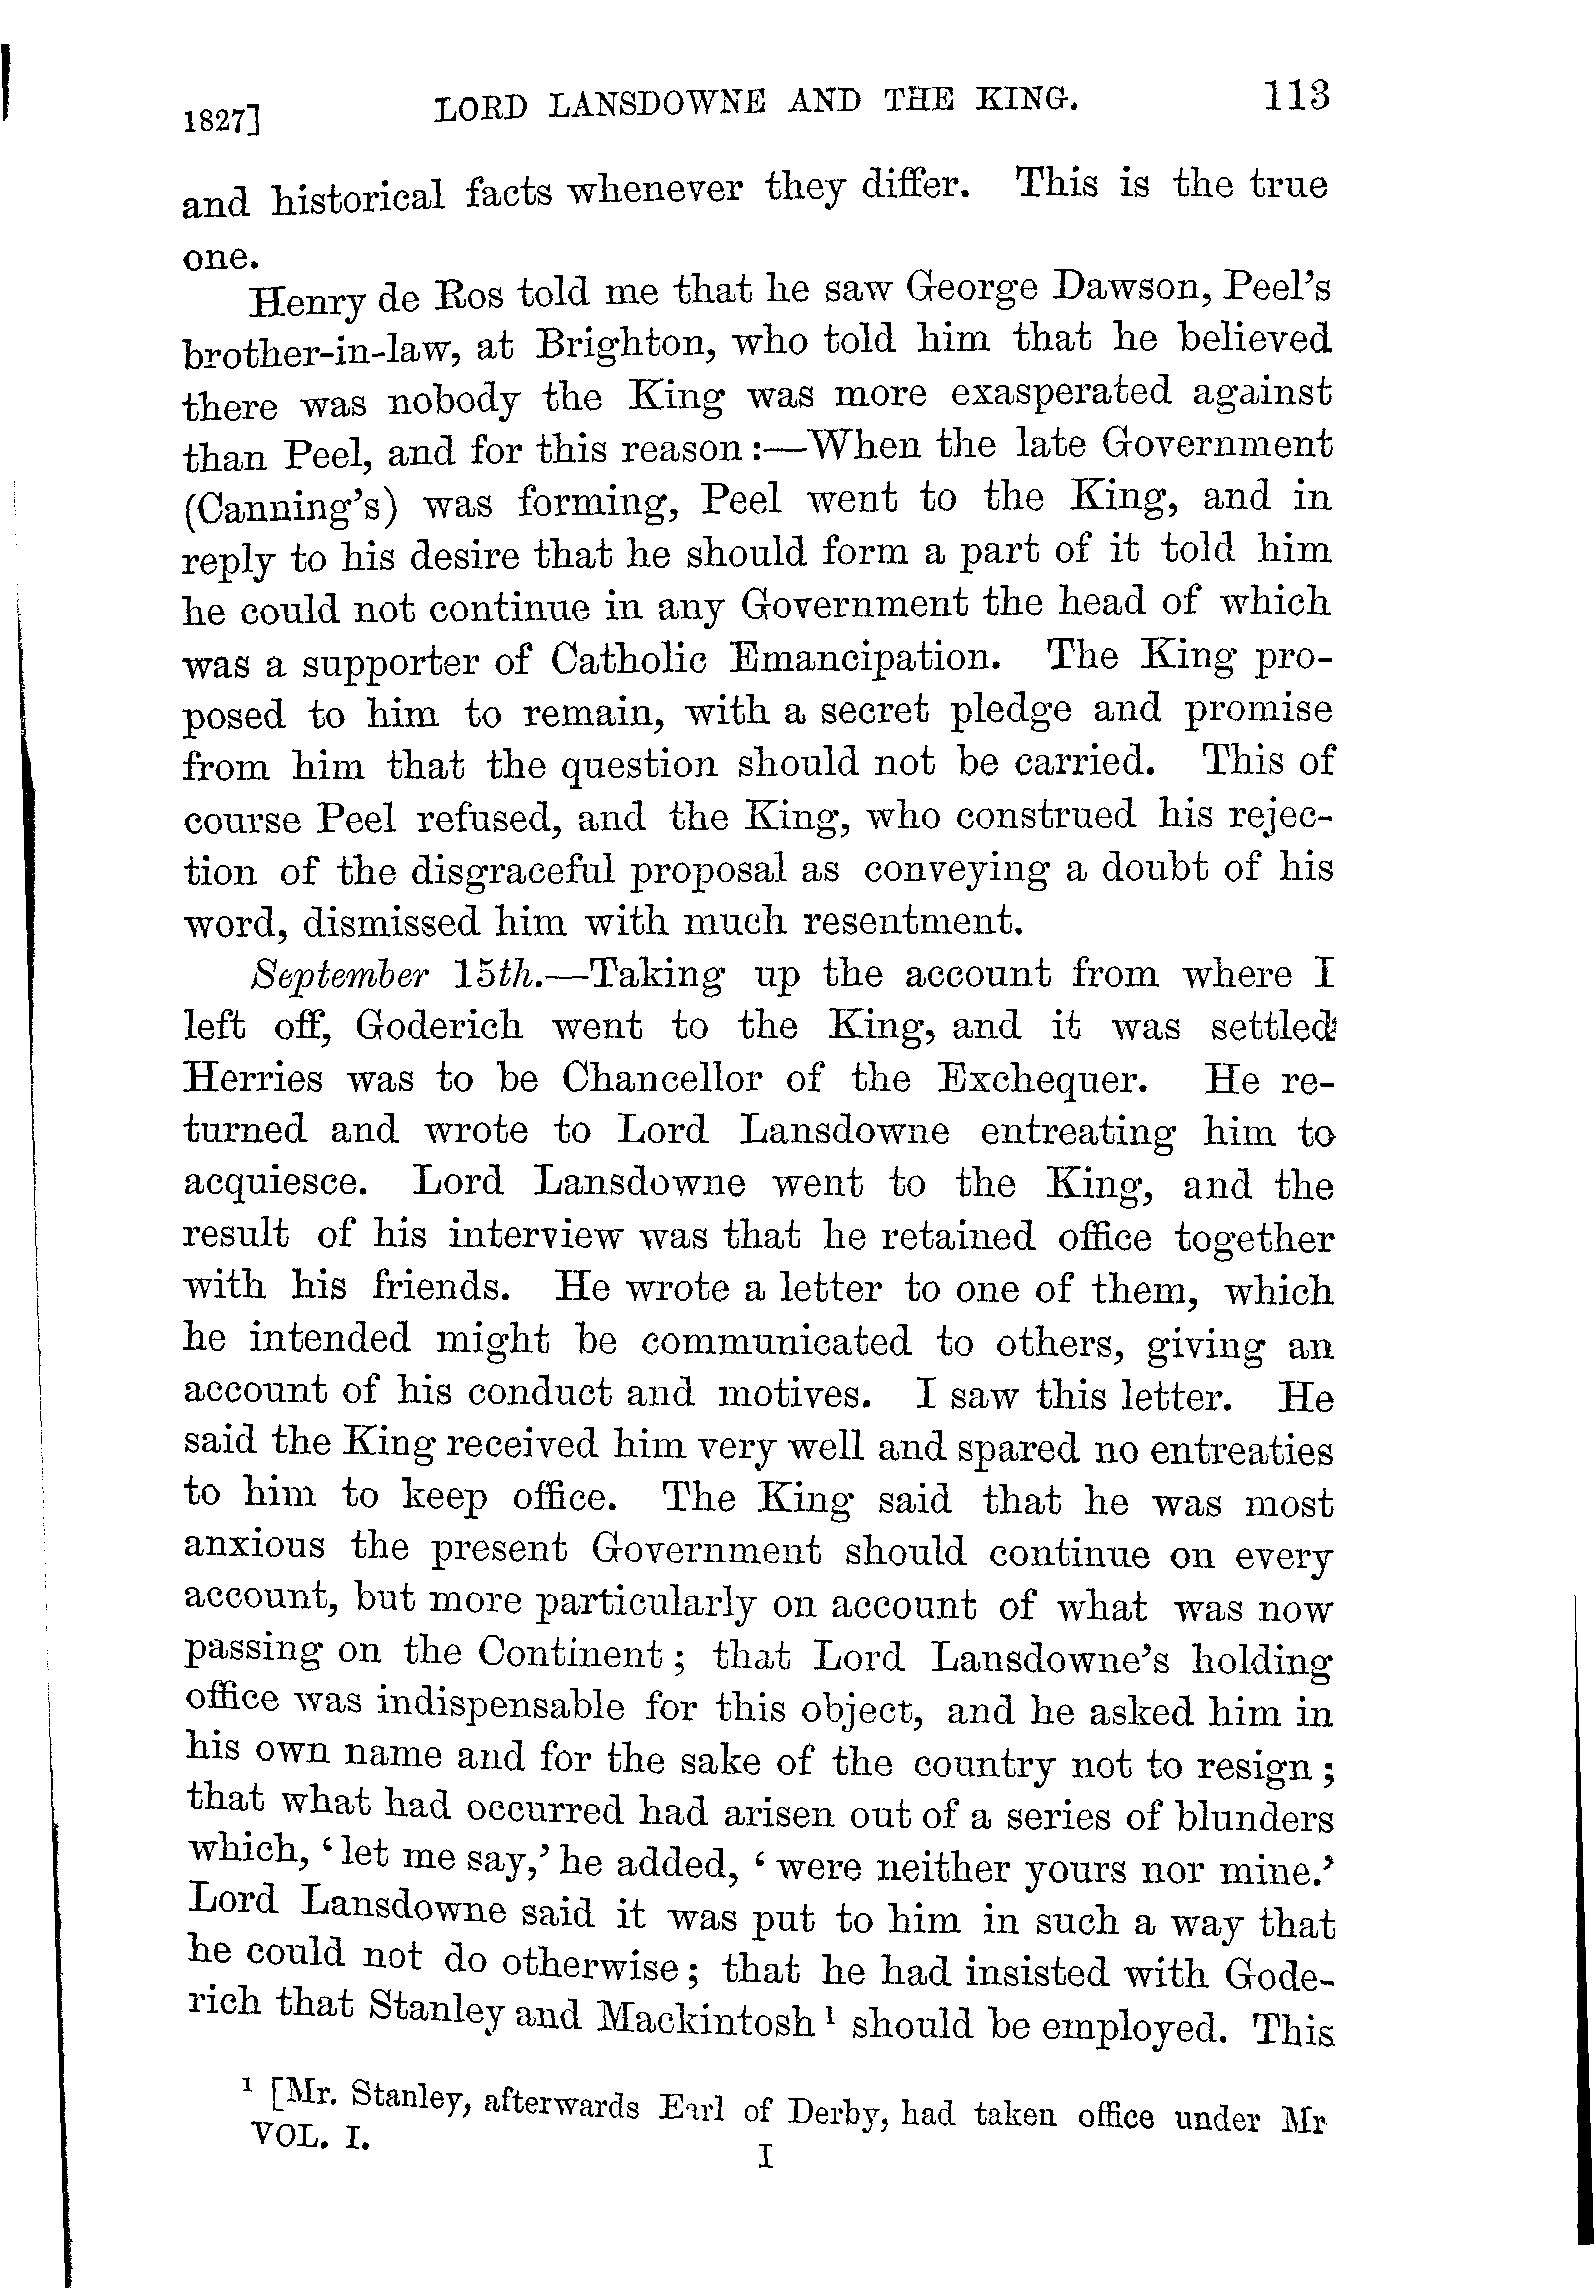 1827] LORD LANSDOWNE AND THE KING. 113
and historical facts whenever they differ. This is the true
one.
Henry de Ros told me that he saw George Dawson, Peel's
brother-in-law, at Brighton, who told him that he believed
there was nobody the King was more exasperated against
than Peel, and for this reason:—When the late Government
(Canning's) was forming, Peel went to the King, and in
reply to his desire that he should form a part of it told him
he could not continue in any Government the head of which
was a supporter of Catholic Emancipation. The King pro-
posed to him to remain, with a secret pledge and promise
from him that the question should not be carried. This of
course Peel refused, and the King, who construed his rejec-
tion of the disgraceful proposal as conveying a doubt of his
word, dismissed him with much resentment.
September 15th.—Taking up the account from where I
left off, Goderich went to the King, and it was settled
Herries was to be Chancellor of the Exchequer. He re-
turned and wrote to Lord Lansdowne entreating him to
acquiesce. Lord Lansdowne went to the King, and the
result of his interview was that he retained office together
with his friends. He wrote a letter to one of them, which
he intended might be communicated to others, giving an
account of his conduct and motives. I saw this letter. He
said the King received him very well and spared no entreaties
to him to keep office. The King said that he was most
anxious the present Government should continue on every
account, but more particularly on account of what was now
passing on the Continent; that Lord Lansdowne's holding
office was indispensable for this object, and he asked him in
his own name and for the sake of the country not to resign;
that what had occurred had arisen out of a series of blunders
which, 'let me say,' he added, 'were neither yours nor mine.'
Lord Lansdowne said it was put to him in such a way that
he could not do otherwise; that he had insisted with Gode-
rich that Stanley and Mackintosh¹ should be employed. This
¹ [Mr. Stanley, afterwards Earl of Derby, had taken office under Mr
VOL. I. I